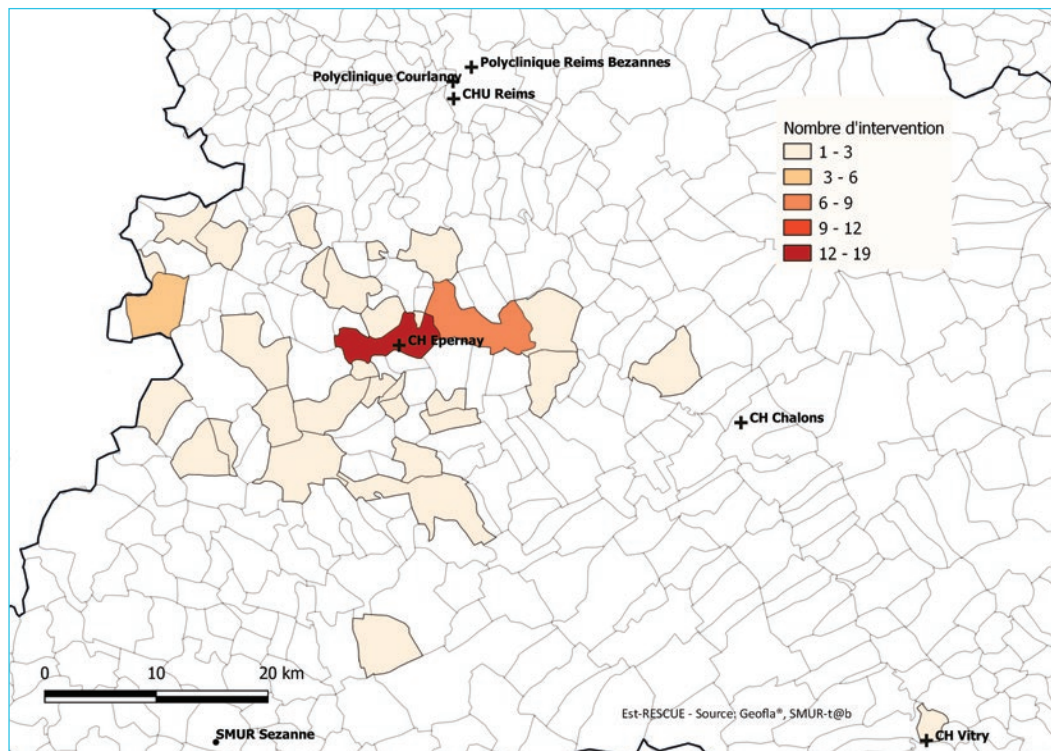 Polyclinique Reims Bezannes
Polyclinique Courlancy
CHU Reims
Nombre d'intervention
1 - 3
3 - 6
6 - 9
9 - 12
12 - 19
CH Epernay
CH Chalons
0 10 20 km
Est-RESCUE - Source: Geofla®, SMUR-t@b
SMUR Sezanne
CH Vitry